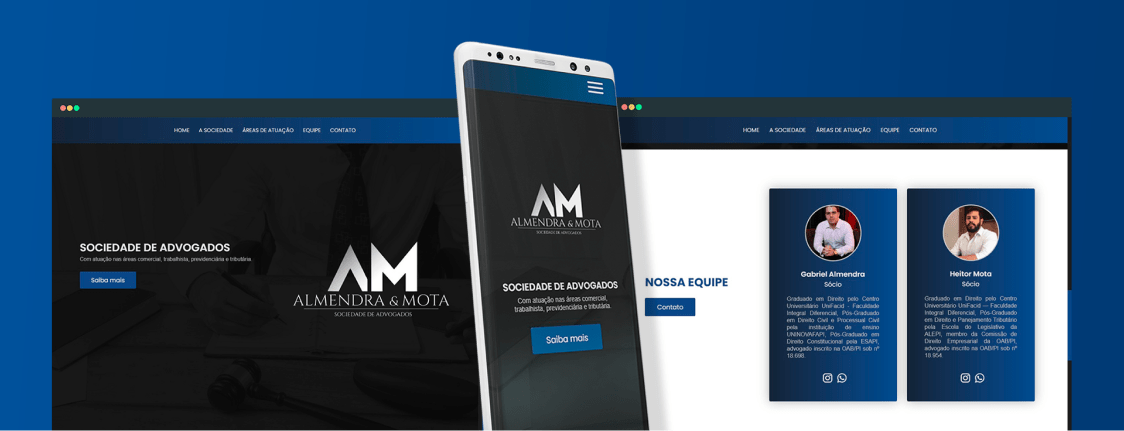 HOME A SOCIEDADE ÁREAS DE ATUAÇÃO EQUIPE CONTATO
SOCIEDADE DE ADVOGADOS
Com atuação nas áreas comercial, trabalhista, previdenciária e tributária.
Saiba mais
AM
ALMENDRA & MOTA
SOCIEDADE DE ADVOGADOS
AM
ALMENDRA & MOTA
SOCIEDADE DE ADVOGADOS
SOCIEDADE DE ADVOGADOS
Com atuação nas áreas comercial,
trabalhista, previdenciária e tributária.
Saiba mais
HOME A SOCIEDADE ÁREAS DE ATUAÇÃO EQUIPE CONTATO
NOSSA EQUIPE
Contato
Gabriel Almendra
Sócio
Graduado em Direito pelo Centro
Universitário UniFacid - Faculdade
Integral Diferencial, Pós-Graduado
em Direito Civil e Processual Civil
pela instituição de ensino
UNINOVAFAPI, Pós-Graduado em
Direito Constitucional pela ESAPI,
advogado inscrito na OAB/PI sob nº
18.698.
Heitor Mota
Sócio
Graduado em Direito pelo Centro
Universitário UniFacid — Faculdade
Integral Diferencial, Pós-Graduado
em Direito e Panejamento Tributário
pela Escola do Legislativo da
ALEPI, membro da Comissão de
Direito Empresarial da OAB/PI,
advogado inscrito na OAB/PI sob nº
19.954.